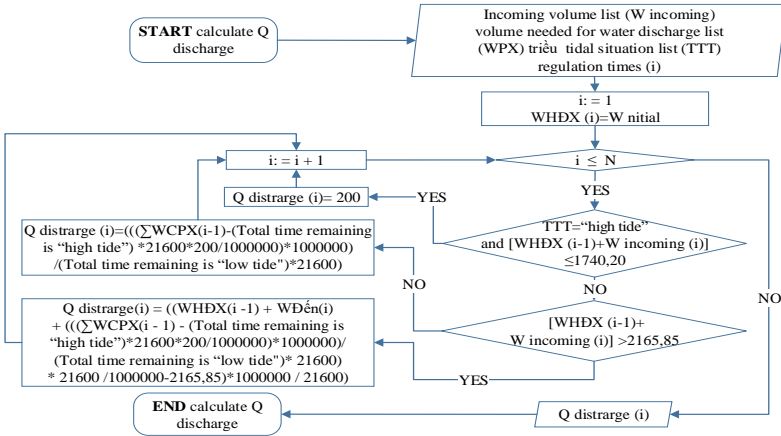 START calculate Q
discharge
Incoming volume list (W incoming)
volume needed for water discharge list
(WPX) triều tidal situation list (TTT)
regulation times (i)
i: = 1
WHĐX (i)=W nitial
i: = i + 1
i ≤ N
Q distrarge (i)= 200
YES
YES
Q distrarge (i)=(((∑WCPX(i-1)-(Total time remaining
is “high tide”) *21600*200/1000000)*1000000)
/(Total time remaining is “low tide")*21600)
TTT=“high tide”
and [WHĐX (i-1)+W incoming (i)]
≤1740,20
NO
NO
NO
Q distrarge(i) = ((WHĐX(i -1) + WĐến(i)
+ (((∑WCPX(i - 1) - (Total time remaining is
“high tide”)*21600*200/1000000)*1000000)/
(Total time remaining is “low tide")* 21600)
* 21600 /1000000-2165,85)*1000000 / 21600)
[WHĐX (i-1)+
W incoming (i)] >2165,85
YES
END calculate Q
discharge
Q distrarge (i)